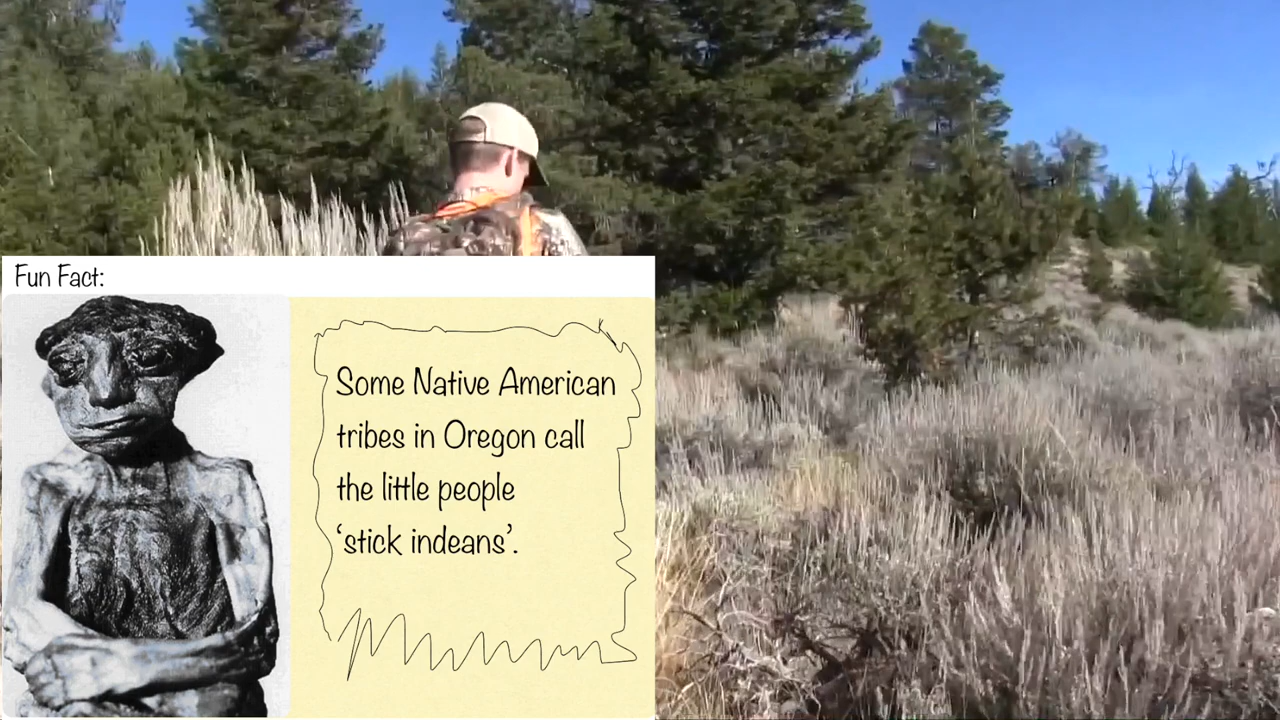 Fun Fact:
Some Native American
tribes in Oregon call
the little people
‘stick indeans’.